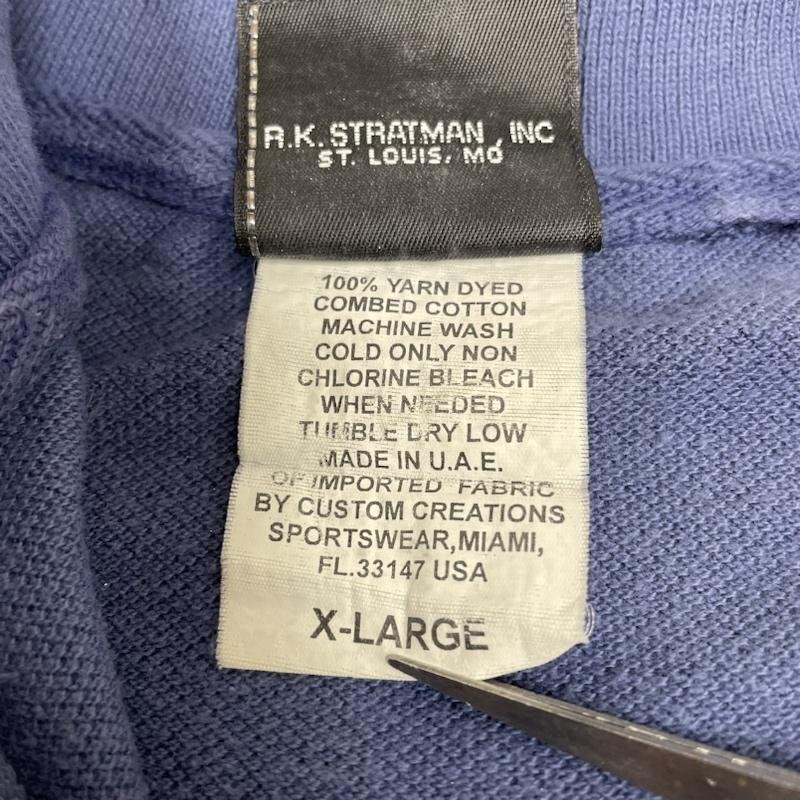 R.K. STRATMAN, INC
ST. LOUIS, MO
100% YARN DYED
COMBED COTTON
MACHINE WASH
COLD ONLY NON
CHLORINE BLEACH
WHEN NEEDED
TUMBLE DRY LOW
MADE IN U.A.E.
OF IMPORTED FABRIC
BY CUSTOM CREATIONS
SPORTSWEAR,MIAMI,
FL.33147 USA
X-LARGE